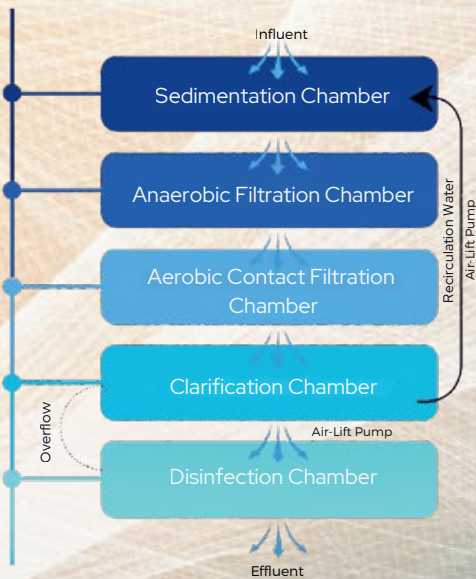 Influent
Sedimentation Chamber
Anaerobic Filtration Chamber
Aerobic Contact Filtration
Chamber
Clarification Chamber
Recirculation Water
Air-Lift Pump
Overflow
Air-Lift Pump
Disinfection Chamber
Effluent